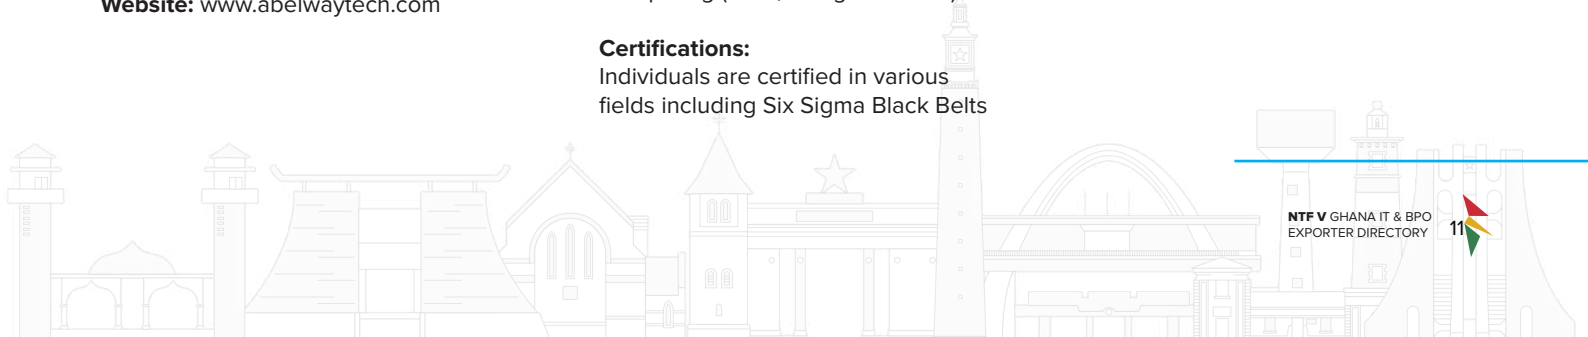 Website: www.abelwaytech.com
Certifications:
Individuals are certified in various
fields including Six Sigma Black Belts
NTF V GHANA IT & BPO
EXPORTER DIRECTORY 11